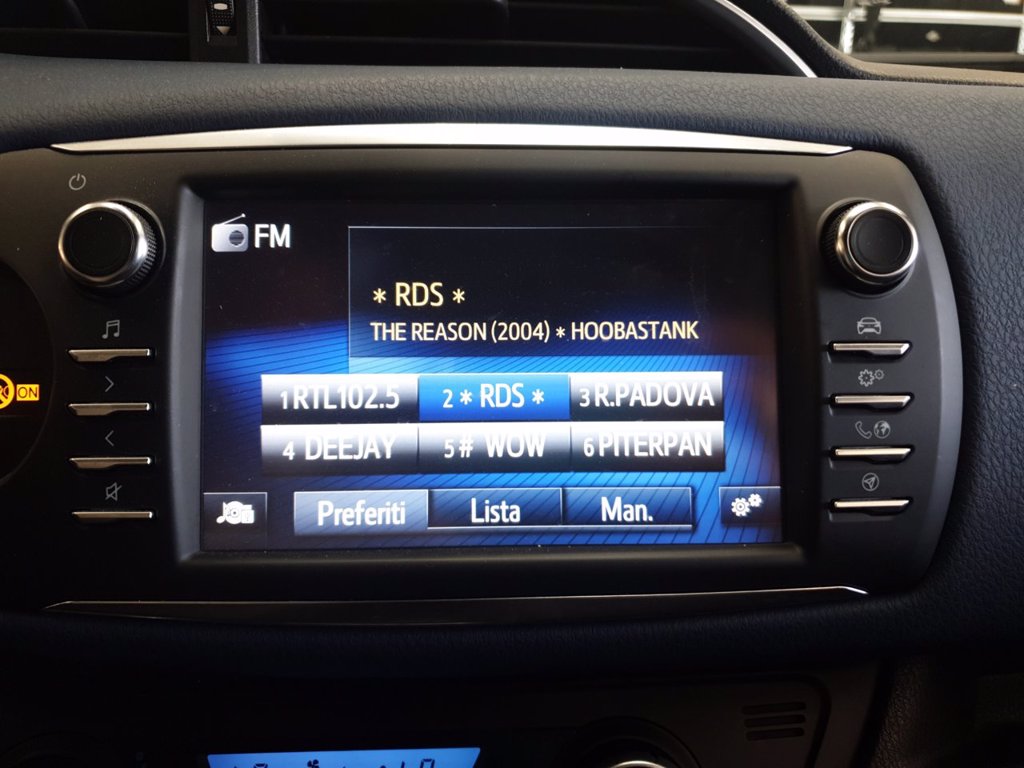 FM
* RDS *
THE REASON (2004) * HOOBASTANK
1 RTL102.5 2 * RDS * 3 R.PADOVA
4 DEEJAY 5 # WOW 6 PITERPAN
ON
Preferiti Lista Man.